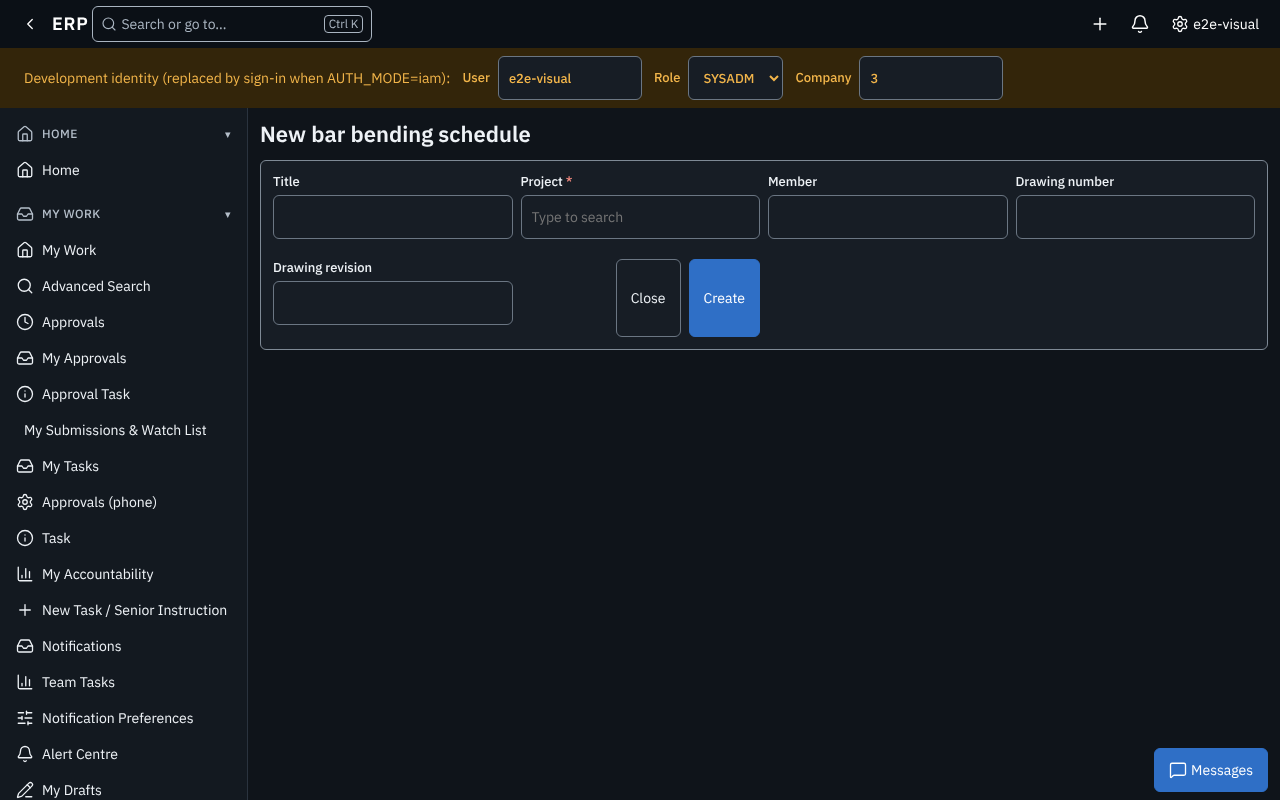 ERP
Search or go to...
Ctrl K
e2e-visual
Development identity (replaced by sign-in when AUTH_MODE=iam):
User
e2e-visual
Role
SYSADM
Company
3
HOME
Home
MY WORK
My Work
Advanced Search
Approvals
My Approvals
Approval Task
My Submissions & Watch List
My Tasks
Approvals (phone)
Task
My Accountability
New Task / Senior Instruction
Notifications
Team Tasks
Notification Preferences
Alert Centre
My Drafts
New bar bending schedule
Title
Project *
Type to search
Member
Drawing number
Drawing revision
Close
Create
Messages